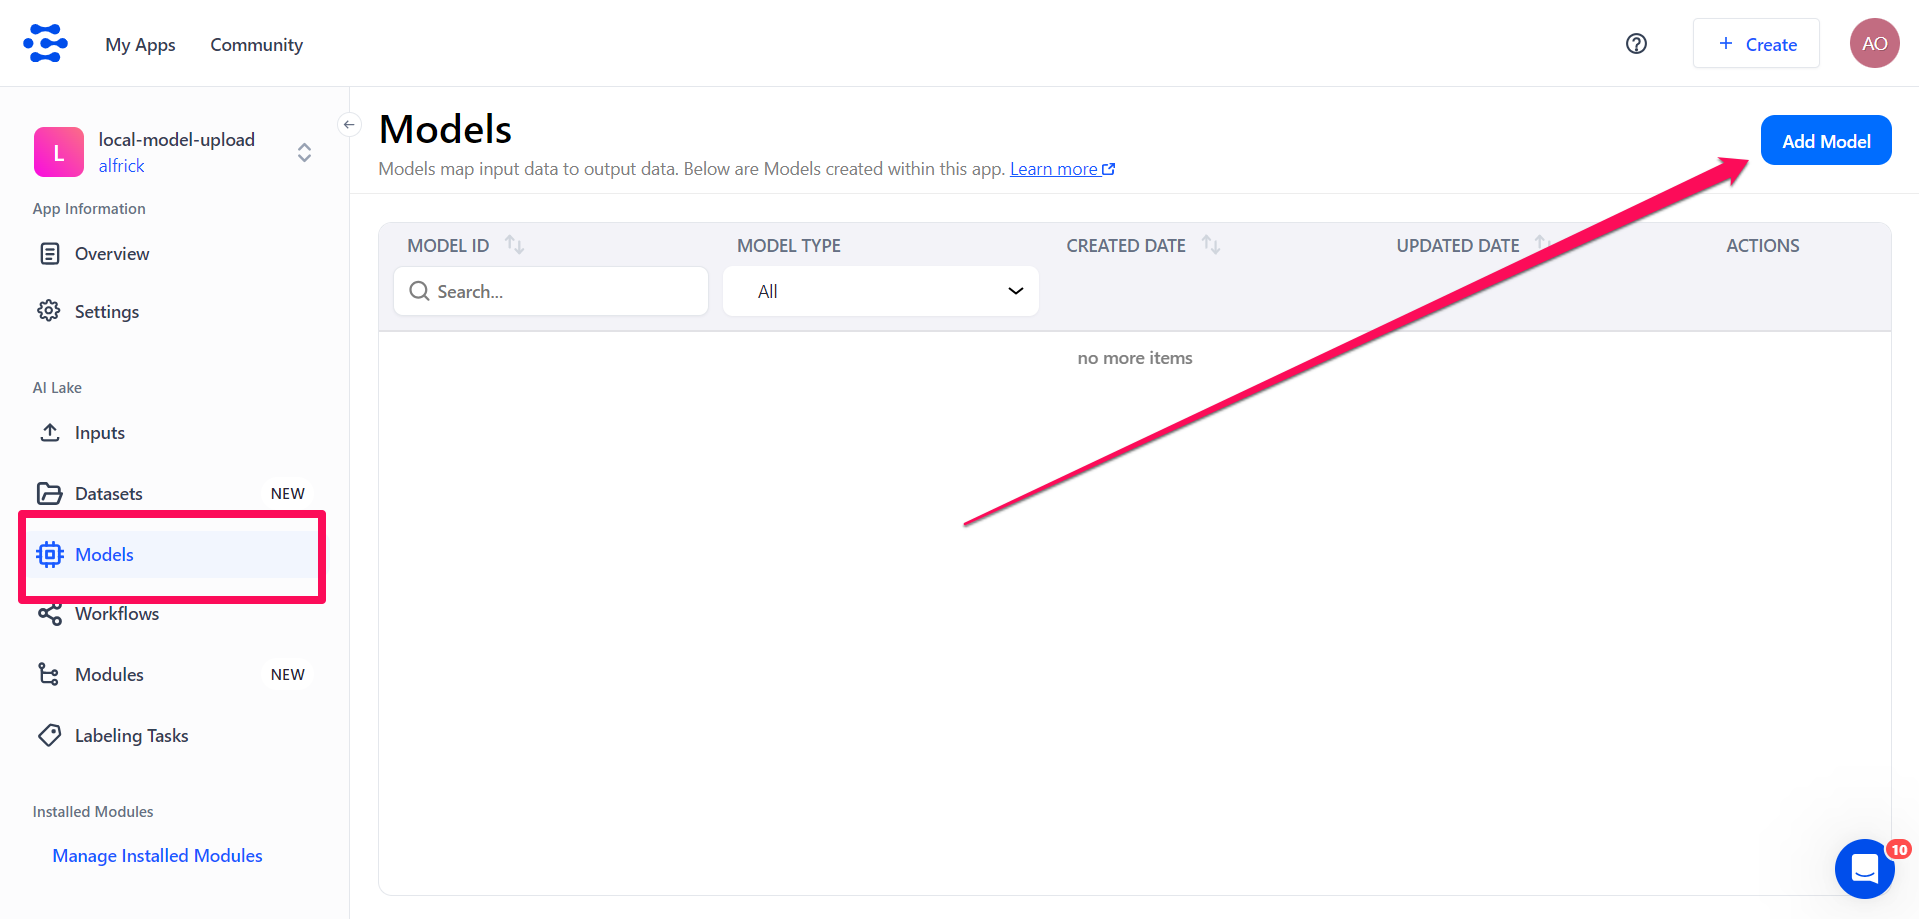 My Apps
Community
Create
AO
L
local-model-upload
alfrick
App Information
Overview
Settings
AI Lake
Inputs
Datasets NEW
Models
Workflows
Modules NEW
Labeling Tasks
Installed Modules
Manage Installed Modules
Models
Models map input data to output data. Below are Models created within this app. Learn more
Add Model
MODEL ID MODEL TYPE CREATED DATE UPDATED DATE ACTIONS
Search... All
no more items
10